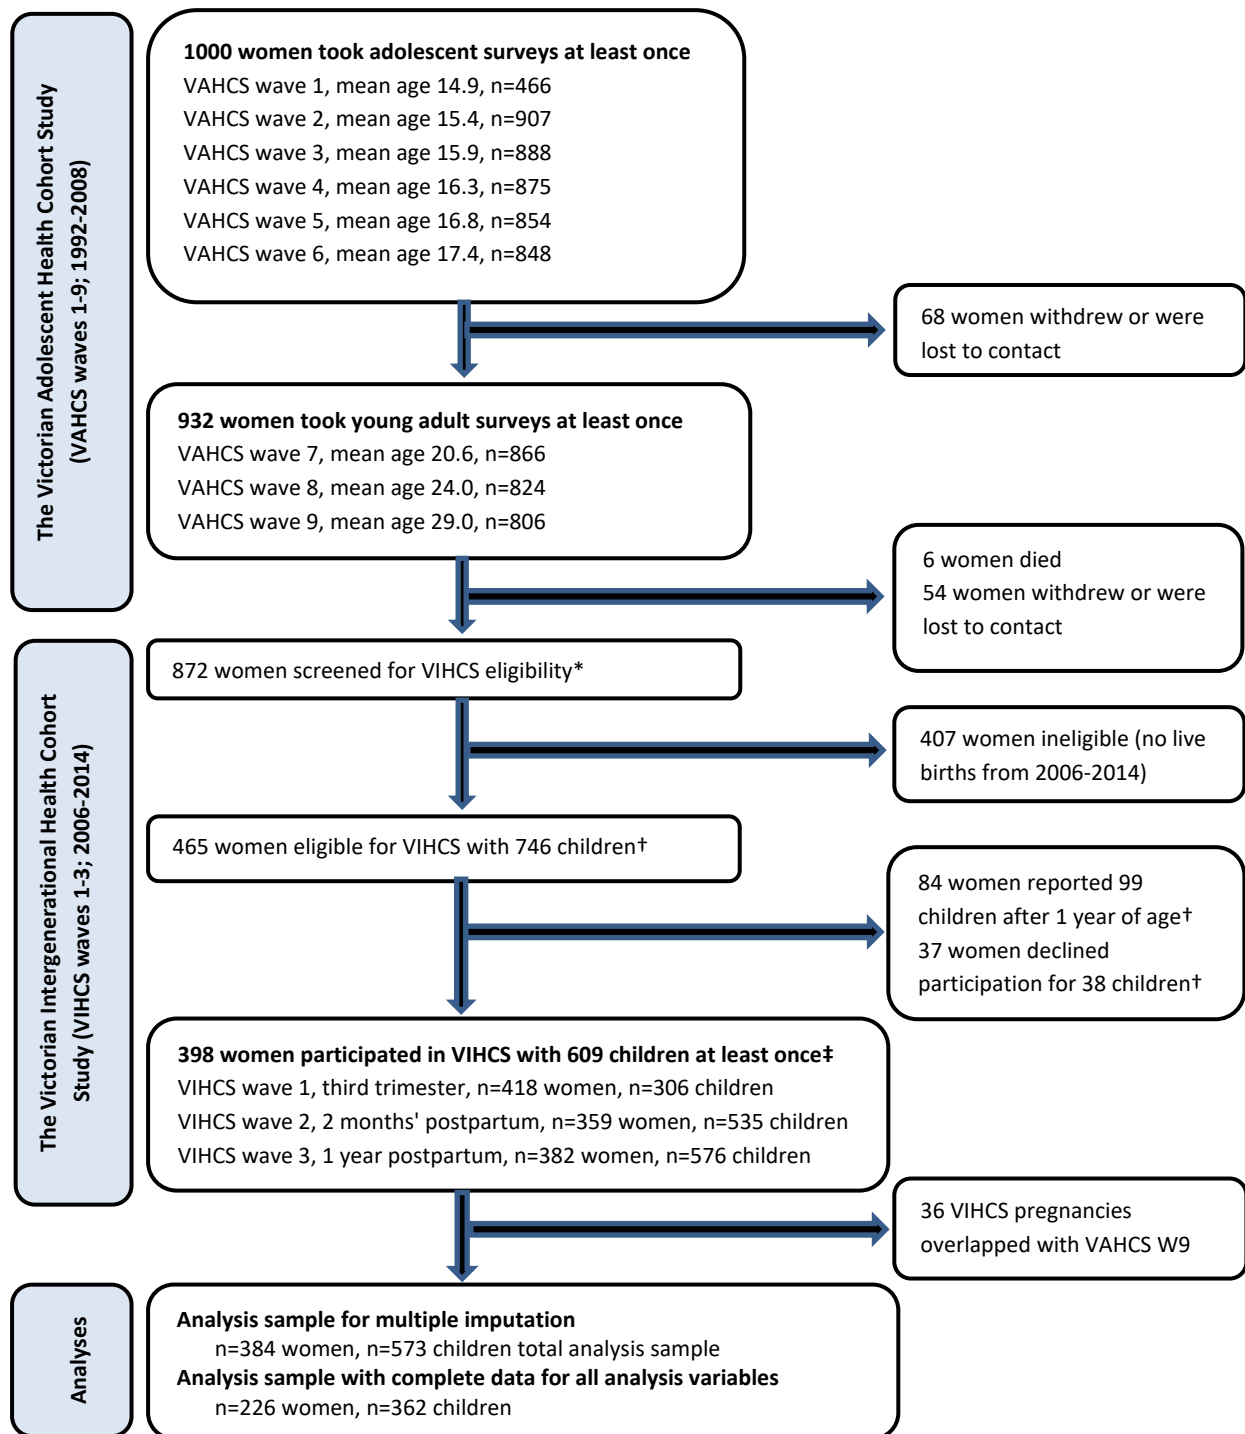 The Victorian Adolescent Health Cohort Study
(VAHCS waves 1-9; 1992-2008)
1000 women took adolescent surveys at least once
VAHCS wave 1, mean age 14.9, n=466
VAHCS wave 2, mean age 15.4, n=907
VAHCS wave 3, mean age 15.9, n=888
VAHCS wave 4, mean age 16.3, n=875
VAHCS wave 5, mean age 16.8, n=854
VAHCS wave 6, mean age 17.4, n=848
68 women withdrew or were
lost to contact
932 women took young adult surveys at least once
VAHCS wave 7, mean age 20.6, n=866
VAHCS wave 8, mean age 24.0, n=824
VAHCS wave 9, mean age 29.0, n=806
6 women died
54 women withdrew or were
lost to contact
The Victorian Intergenerational Health Cohort
Study (VIHCS waves 1-3; 2006-2014)
872 women screened for VIHCS eligibility*
407 women ineligible (no live
births from 2006-2014)
465 women eligible for VIHCS with 746 children†
84 women reported 99
children after 1 year of age†
37 women declined
participation for 38 children†
398 women participated in VIHCS with 609 children at least once‡
VIHCS wave 1, third trimester, n=418 women, n=306 children
VIHCS wave 2, 2 months' postpartum, n=359 women, n=535 children
VIHCS wave 3, 1 year postpartum, n=382 women, n=576 children
36 VIHCS pregnancies
overlapped with VAHCS W9
Analyses
Analysis sample for multiple imputation
n=384 women, n=573 children total analysis sample
Analysis sample with complete data for all analysis variables
n=226 women, n=362 children